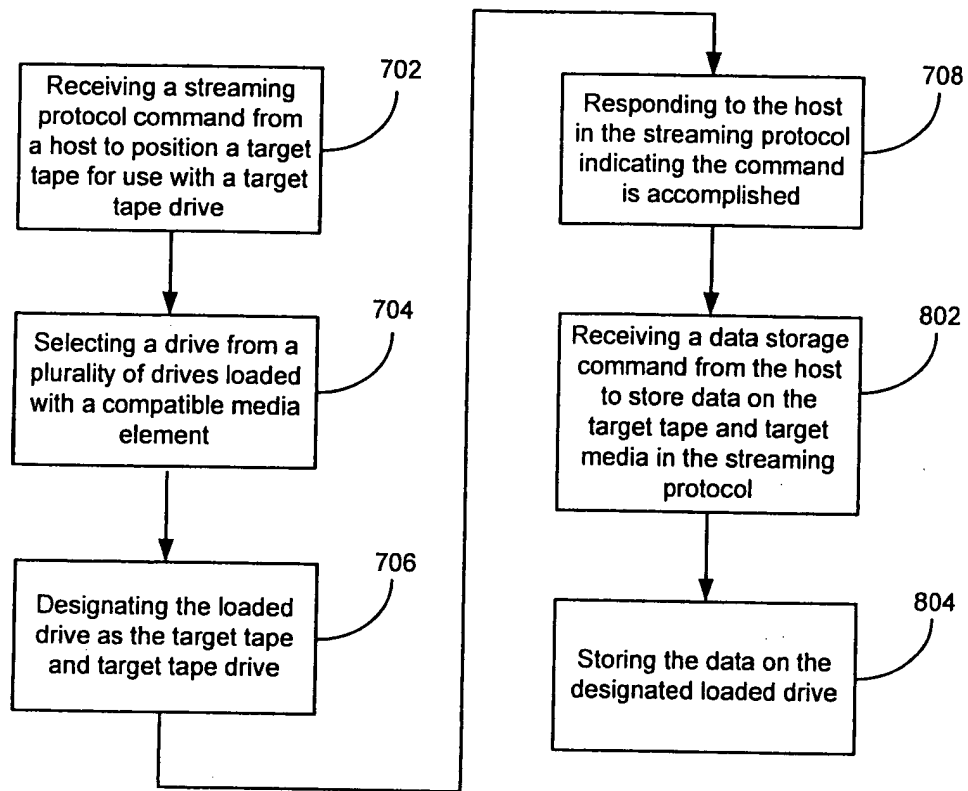 702
Receiving a streaming
protocol command from
a host to position a target
tape for use with a target
tape drive
704
Selecting a drive from a
plurality of drives loaded
with a compatible media
element
706
Designating the loaded
drive as the target tape
and target tape drive
708
Responding to the host
in the streaming protocol
indicating the command
is accomplished
802
Receiving a data storage
command from the host
to store data on the
target tape and target
media in the streaming
protocol
804
Storing the data on the
designated loaded drive